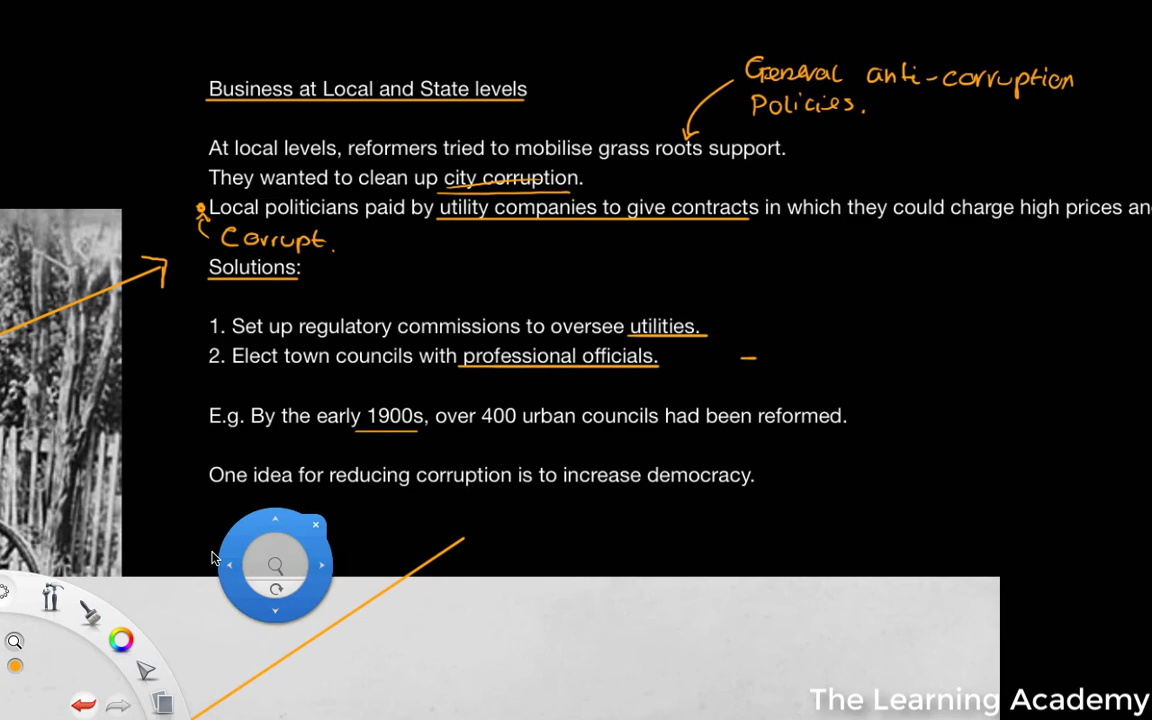 General anti-corruption
Policies.
Business at Local and State levels
At local levels, reformers tried to mobilise grass roots support.
They wanted to clean up city corruption.
Local politicians paid by utility companies to give contracts in which they could charge high prices an
Corrupt.
Solutions:
1. Set up regulatory commissions to oversee utilities.
2. Elect town councils with professional officials.
E.g. By the early 1900s, over 400 urban councils had been reformed.
One idea for reducing corruption is to increase democracy.
The Learning Academy